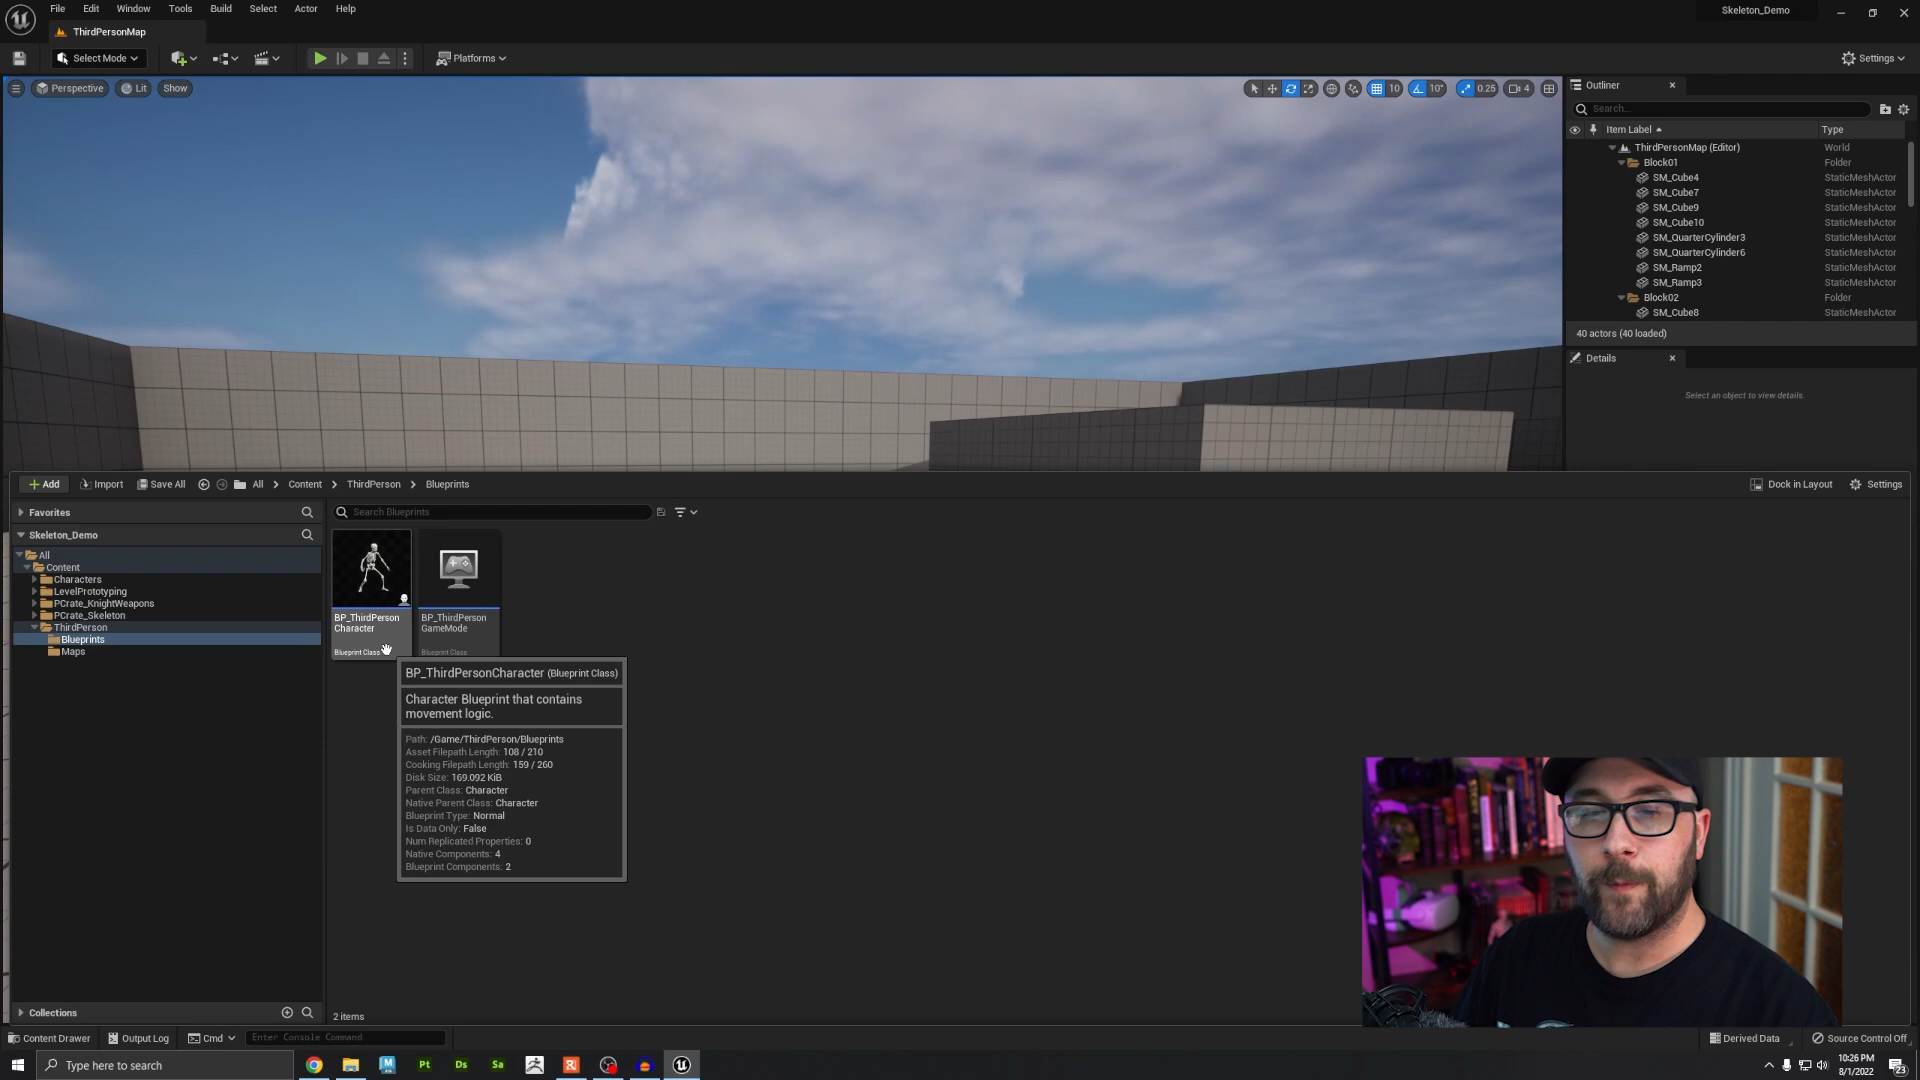 File Edit Window Tools Build Select Actor Help
Skeleton_Demo
ThirdPersonMap
Select Mode
Platforms
Settings
Perspective Lit Show
10 10° 0.25 4
Outliner
Search...
Item Label Type
ThirdPersonMap (Editor) World
Block01 Folder
SM_Cube4 StaticMeshActor
SM_Cube7 StaticMeshActor
SM_Cube9 StaticMeshActor
SM_Cube10 StaticMeshActor
SM_QuarterCylinder3 StaticMeshActor
SM_QuarterCylinder6 StaticMeshActor
SM_Ramp2 StaticMeshActor
SM_Ramp3 StaticMeshActor
Block02 Folder
SM_Cube8 StaticMeshActor
40 actors (40 loaded)
Details
Select an object to view details.
Add Import Save All All Content ThirdPerson Blueprints
Dock in Layout Settings
Favorites
Search Blueprints
Skeleton_Demo
All
Content
Characters
LevelPrototyping
PCrate_KnightWeapons
PCrate_Skeleton
ThirdPerson
Blueprints
Maps
BP_ThirdPerson
Character
Blueprint Class
BP_ThirdPerson
GameMode
Blueprint Class
BP_ThirdPersonCharacter (Blueprint Class)
Character Blueprint that contains
movement logic.
Path: /Game/ThirdPerson/Blueprints
Asset Filepath Length: 108 / 210
Cooking Filepath Length: 159 / 260
Disk Size: 169.092 KiB
Parent Class: Character
Native Parent Class: Character
Blueprint Type: Normal
Is Data Only: False
Num Replicated Properties: 0
Native Components: 4
Blueprint Components: 2
Collections
2 items
Content Drawer Output Log Cmd Enter Console Command
Derived Data Source Control Off
Type here to search
Pt Ds Sa
10:26 PM
8/1/2022
23